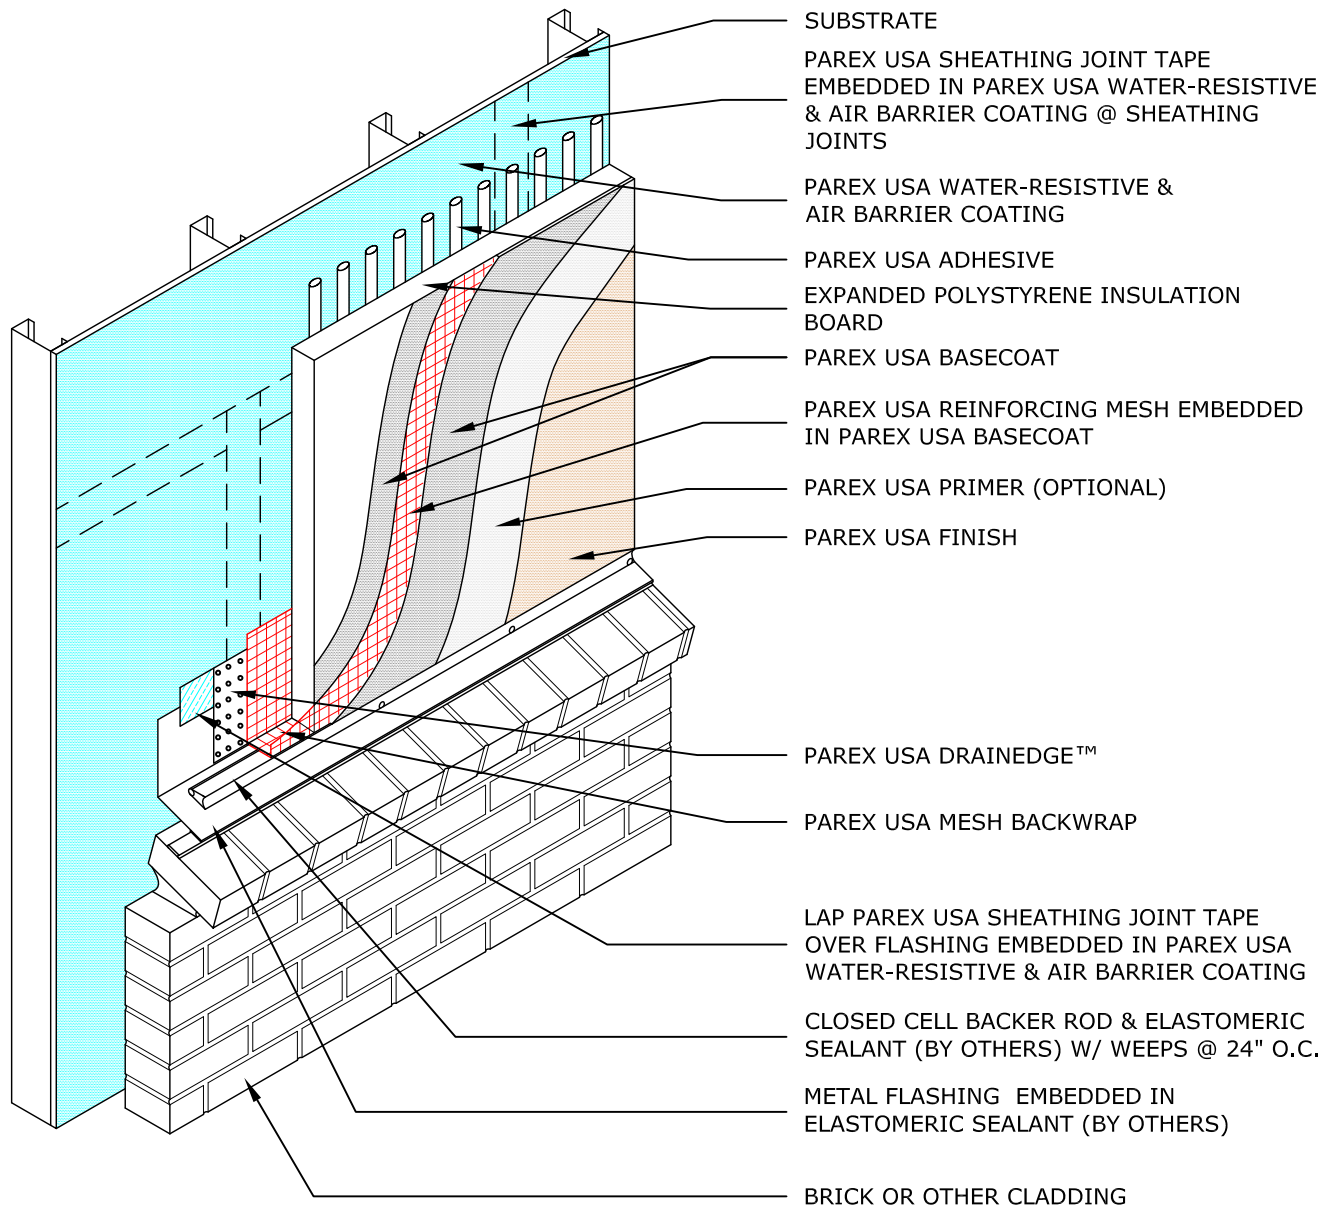 SUBSTRATE
PAREX USA SHEATHING JOINT TAPE
EMBEDDED IN PAREX USA WATER-RESISTIVE
& AIR BARRIER COATING @ SHEATHING
JOINTS
PAREX USA WATER-RESISTIVE &
AIR BARRIER COATING
PAREX USA ADHESIVE
EXPANDED POLYSTYRENE INSULATION
BOARD
PAREX USA BASECOAT
PAREX USA REINFORCING MESH EMBEDDED
IN PAREX USA BASECOAT
PAREX USA PRIMER (OPTIONAL)
PAREX USA FINISH
PAREX USA DRAINEDGE™
PAREX USA MESH BACKWRAP
LAP PAREX USA SHEATHING JOINT TAPE
OVER FLASHING EMBEDDED IN PAREX USA
WATER-RESISTIVE & AIR BARRIER COATING
CLOSED CELL BACKER ROD & ELASTOMERIC
SEALANT (BY OTHERS) W/ WEEPS @ 24" O.C.
METAL FLASHING EMBEDDED IN
ELASTOMERIC SEALANT (BY OTHERS)
BRICK OR OTHER CLADDING